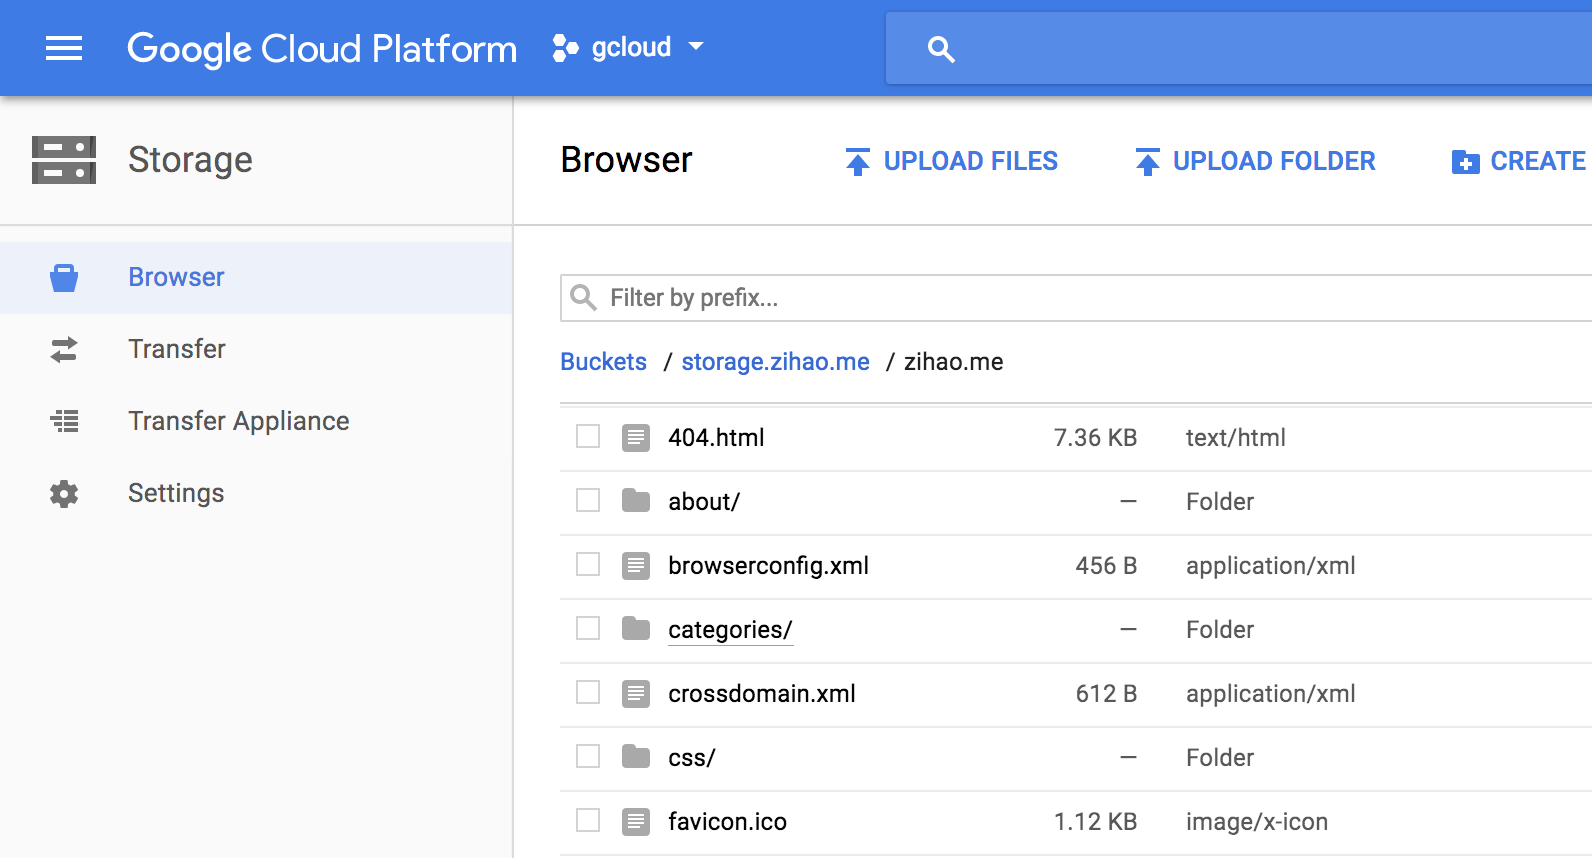 Google Cloud Platform gcloud
Storage
Browser UPLOAD FILES UPLOAD FOLDER CREATE
Browser
Transfer
Transfer Appliance
Settings
Filter by prefix...
Buckets / storage.zihao.me / zihao.me
404.html 7.36 KB text/html
about/ — Folder
browserconfig.xml 456 B application/xml
categories/ — Folder
crossdomain.xml 612 B application/xml
css/ — Folder
favicon.ico 1.12 KB image/x-icon